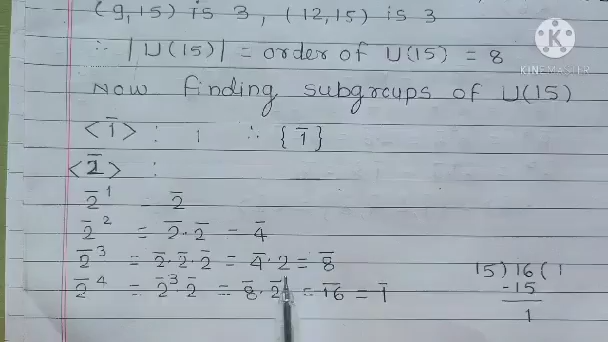 (9,15) is 3, (12,15) is 3
∴ |U(15)| = order of U(15) = 8
Now finding subgroups of U(15)
<1̄> : 1 ∴ {1̄}
<2̄> :
2̄¹ = 2̄
2̄² = 2̄·2̄ = 4̄
2̄³ = 2̄·2̄·2̄ = 4̄·2 = 8̄
2̄⁴ = 2̄³·2̄ = 8̄·2̄ = 1̄6̄ = 1̄
15)16(1
-15
1
K
KINEMASTER